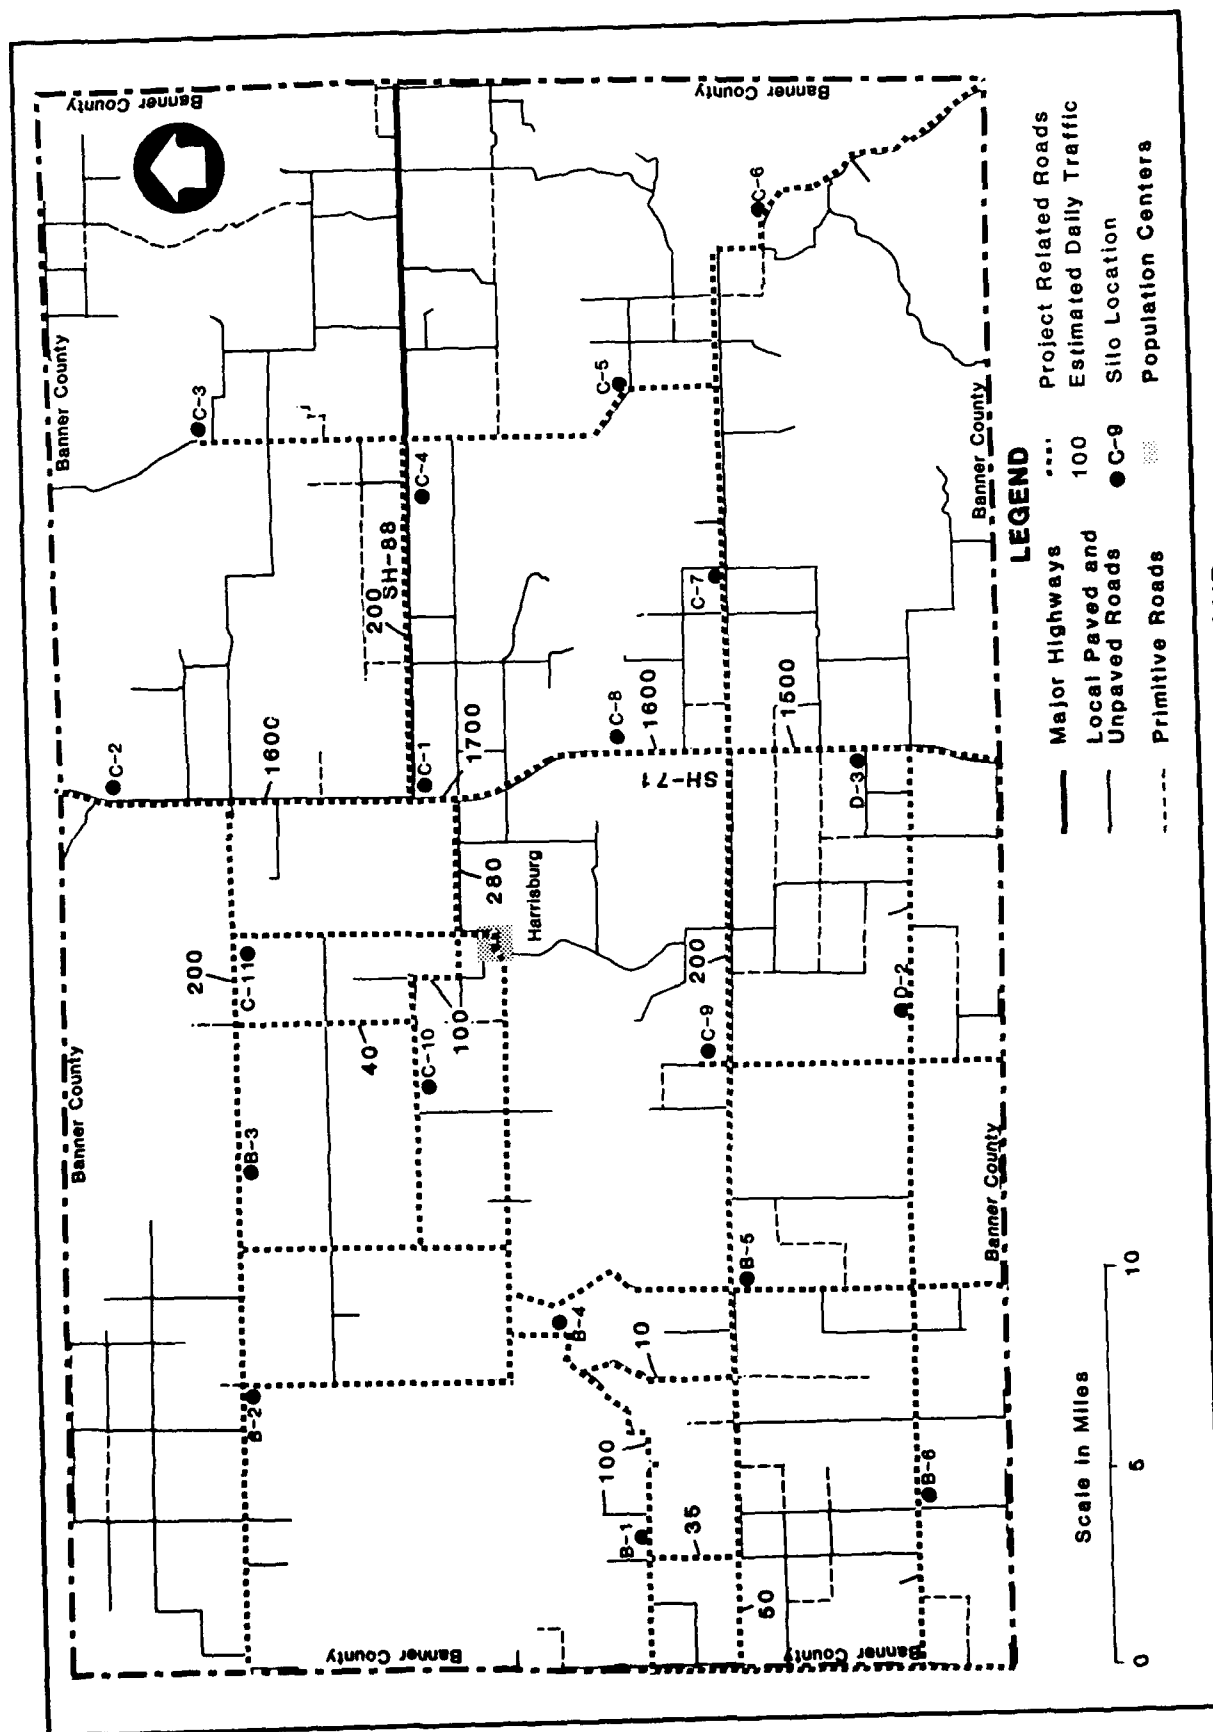 Banner County
Banner County
Banner County
Banner County
Banner County
Banner County
Banner County
Banner County
C-2
C-3
1600
200
C-11
B-3
B-2
40
SH-88
200
C-4
C-1
1700
280
100
C-10
Harrisburg
C-5
C-6
C-8
1600
C-7
SH-71
1500
200
C-9
B-4
10
100
B-1
35
50
B-5
D-3
D-2
B-6
LEGEND
Major Highways
Local Paved and
Unpaved Roads
Primitive Roads
Project Related Roads
100 Estimated Daily Traffic
C-9 Silo Location
Population Centers
Scale in Miles
0 5 10